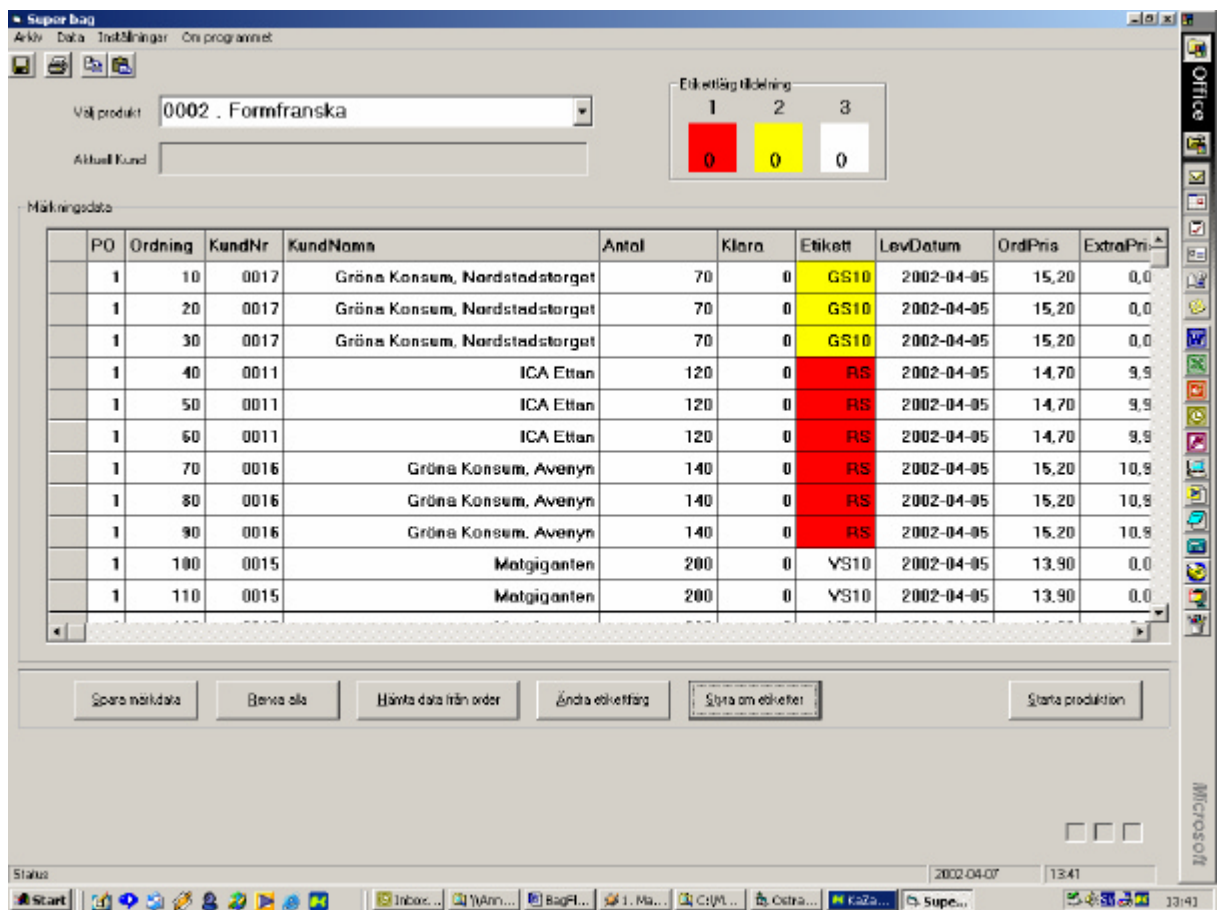 Super bag
Arkiv Data Inställningar Om programmet
Etikettfärg tilldelning
1 2 3
Välj produkt 0002 . Formfranska
0 0 0
Aktuell Kund
Märkningsdata
PO Ordning KundNr KundNamn Antal Klara Etikett LevDatum OrdPris ExtraPri
1 10 0017 Gröna Konsum, Nordstadstorget 70 0 GS10 2002-04-05 15,20 0,0
1 20 0017 Gröna Konsum, Nordstadstorget 70 0 GS10 2002-04-05 15,20 0,0
1 30 0017 Gröna Konsum, Nordstadstorget 70 0 GS10 2002-04-05 15,20 0,0
1 40 0011 ICA Ettan 120 0 RS 2002-04-05 14,70 9,9
1 50 0011 ICA Ettan 120 0 RS 2002-04-05 14,70 9,9
1 60 0011 ICA Ettan 120 0 RS 2002-04-05 14,70 9,9
1 70 0016 Gröna Konsum, Avenyn 140 0 RS 2002-04-05 15,20 10,9
1 80 0016 Gröna Konsum, Avenyn 140 0 RS 2002-04-05 15,20 10,9
1 90 0016 Gröna Konsum, Avenyn 140 0 RS 2002-04-05 15,20 10,9
1 100 0015 Matgiganten 200 0 VS10 2002-04-05 13,90 0,0
1 110 0015 Matgiganten 200 0 VS10 2002-04-05 13,90 0,0
Spara märkdata Rensa alla Hämta data från order Ändra etikettfärg Styra om etiketter Starta produktion
Status 2002-04-07 13:41
Start Inbox... \\Ann... BagFl... 1. Ma... C:\M... Ostra... KaZa... Supe... 13:41
Office
Microsoft